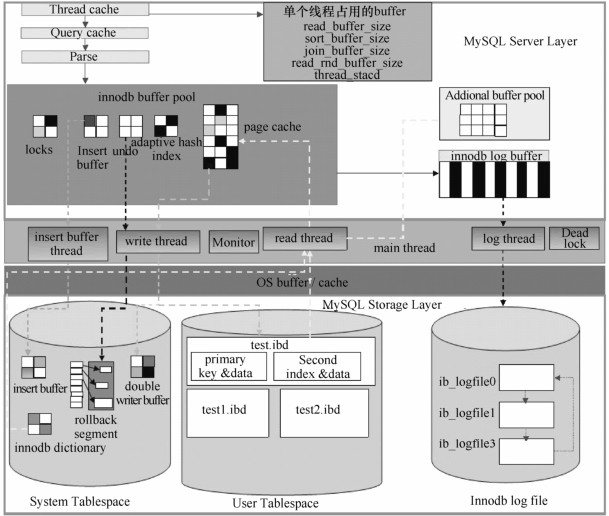 Thread cache
Query cache
Parse
单个线程占用的buffer
read_buffer_size
sort_buffer_size
join_buffer_size
read_rnd_buffer_size
thread_stacd
MySQL Server Layer
innodb buffer pool
locks
Insert
buffer
undo
adaptive hash
index
page cache
Addional buffer pool
innodb log buffer
insert buffer
thread
write thread
Monitor
read thread
main thread
log thread
Dead
lock
OS buffer / cache
MySQL Storage Layer
insert buffer
rollback
segment
double
writer buffer
innodb dictionary
System Tablespace
test.ibd
primary
key &data
Second
index &data
test1.ibd
test2.ibd
User Tablespace
ib_logfile0
ib_logfile1
ib_logfile3
Innodb log file